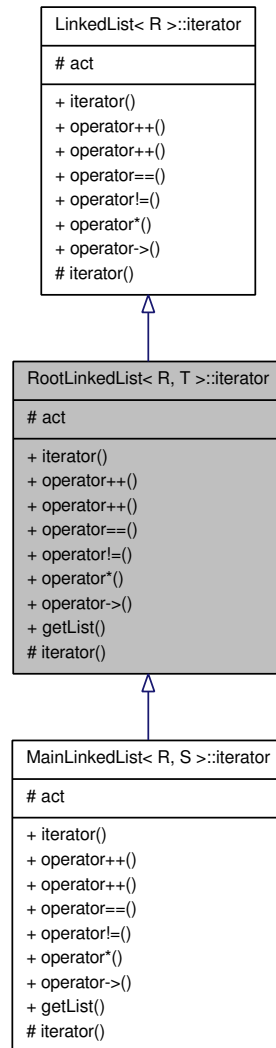 LinkedList< R >::iterator
# act
+ iterator()
+ operator++()
+ operator++()
+ operator==()
+ operator!=()
+ operator*()
+ operator->()
# iterator()
RootLinkedList< R, T >::iterator
# act
+ iterator()
+ operator++()
+ operator++()
+ operator==()
+ operator!=()
+ operator*()
+ operator->()
+ getList()
# iterator()
MainLinkedList< R, S >::iterator
# act
+ iterator()
+ operator++()
+ operator++()
+ operator==()
+ operator!=()
+ operator*()
+ operator->()
+ getList()
# iterator()